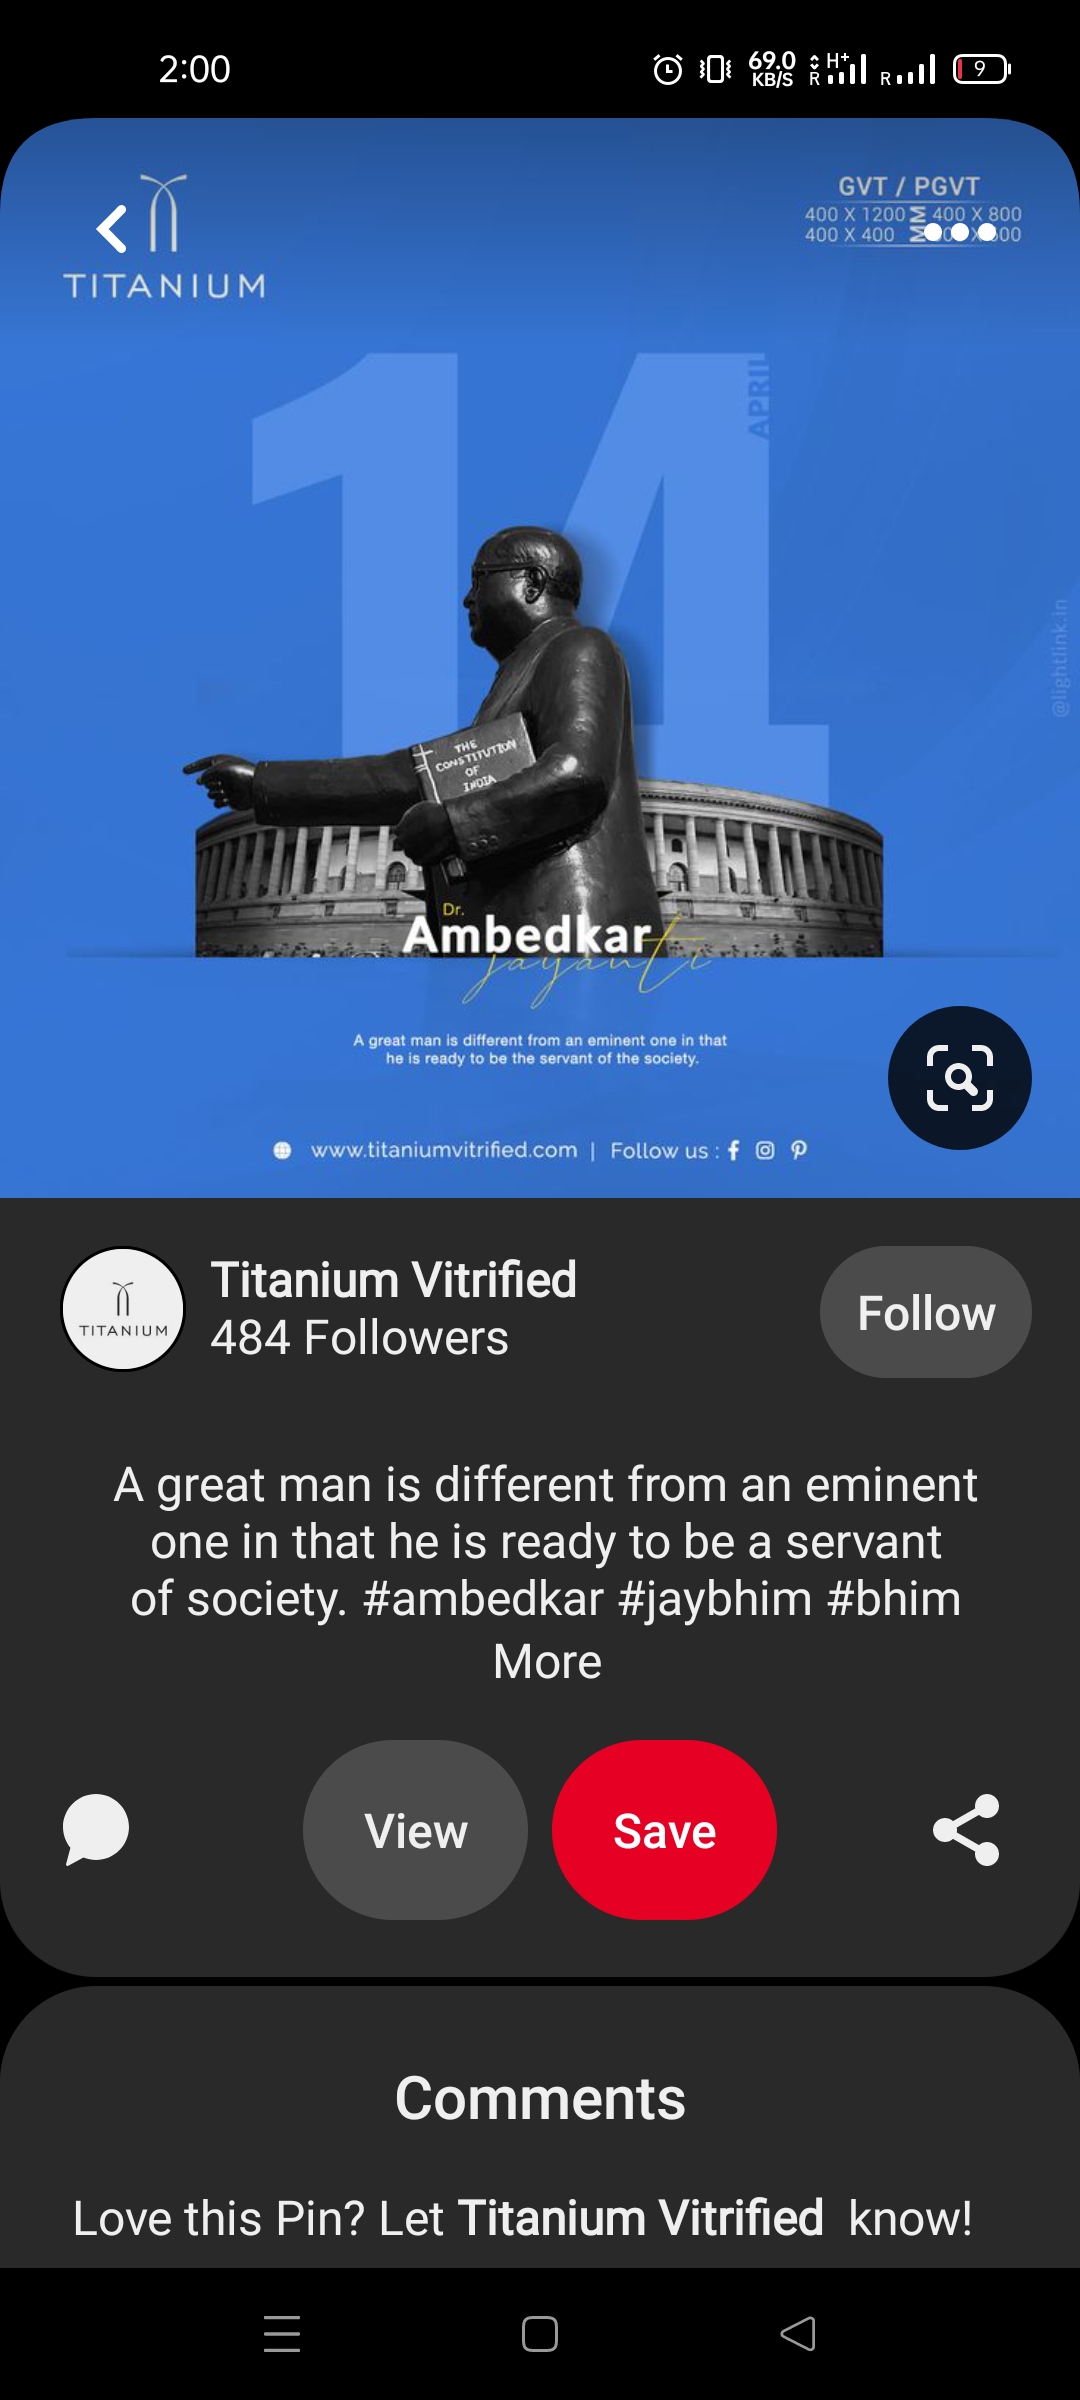 2:00
69.0
KB/S
H+
R
R
9
TITANIUM
GVT / PGVT
400 X 1200 MM 400 X 800
400 X 400
14
APRIL
@lightlink.in
THE
CONSTITUTION
OF
INDIA
Dr.
Ambedkar
jayanti
A great man is different from an eminent one in that
he is ready to be the servant of the society.
www.titaniumvitrified.com | Follow us :
TITANIUM
Titanium Vitrified
484 Followers
Follow
A great man is different from an eminent
one in that he is ready to be a servant
of society. #ambedkar #jaybhim #bhim
More
View
Save
Comments
Love this Pin? Let Titanium Vitrified know!